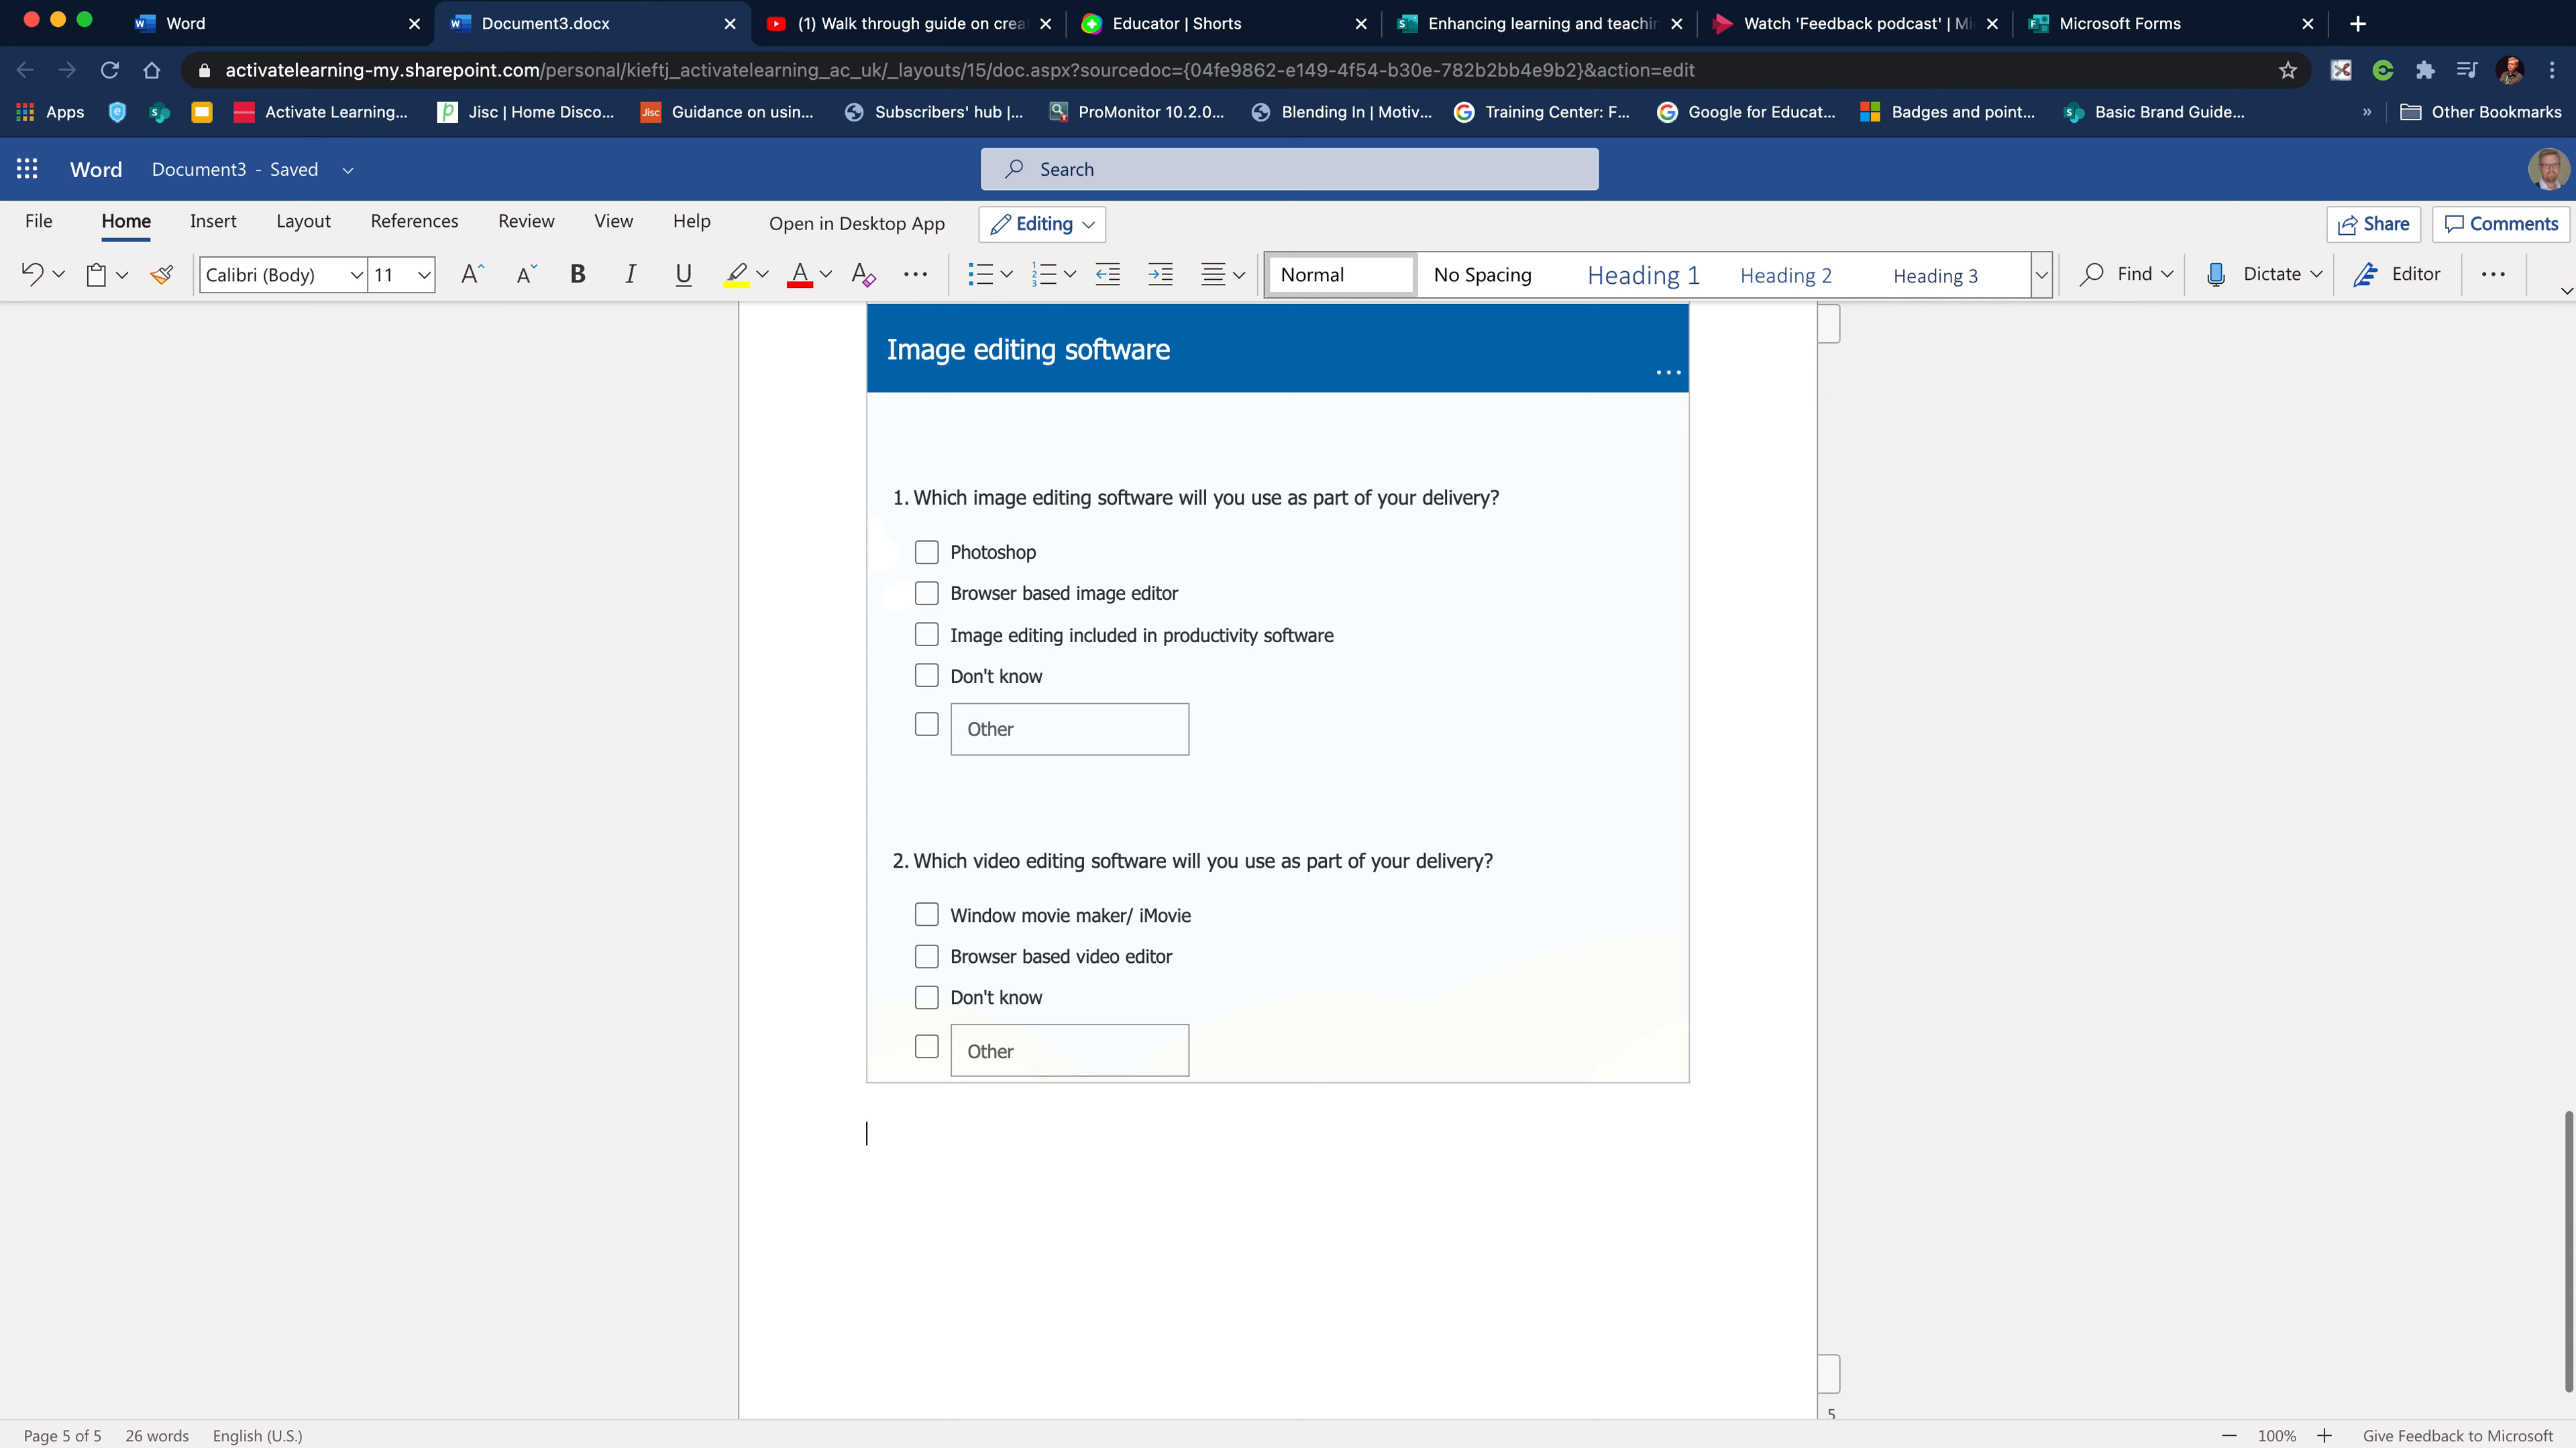 Word
Document3.docx
(1) Walk through guide on crea
Educator | Shorts
Enhancing learning and teachin
Watch 'Feedback podcast' | Mi
Microsoft Forms
activatelearning-my.sharepoint.com/personal/kieftj_activatelearning_ac_uk/_layouts/15/doc.aspx?sourcedoc={04fe9862-e149-4f54-b30e-782b2bb4e9b2}&action=edit
Apps
Activate Learning...
Jisc | Home Disco...
Jisc Guidance on usin...
Subscribers' hub |...
ProMonitor 10.2.0...
Blending In | Motiv...
Training Center: F...
Google for Educat...
Badges and point...
Basic Brand Guide...
» Other Bookmarks
Word Document3 - Saved
Search
File Home Insert Layout References Review View Help Open in Desktop App Editing Share Comments
Calibri (Body) 11 B I U Normal No Spacing Heading 1 Heading 2 Heading 3 Find Dictate Editor
Image editing software
...
1. Which image editing software will you use as part of your delivery?
Photoshop
Browser based image editor
Image editing included in productivity software
Don't know
Other
2. Which video editing software will you use as part of your delivery?
Window movie maker/ iMovie
Browser based video editor
Don't know
Other
5
Page 5 of 5 26 words English (U.S.) 100% Give Feedback to Microsoft